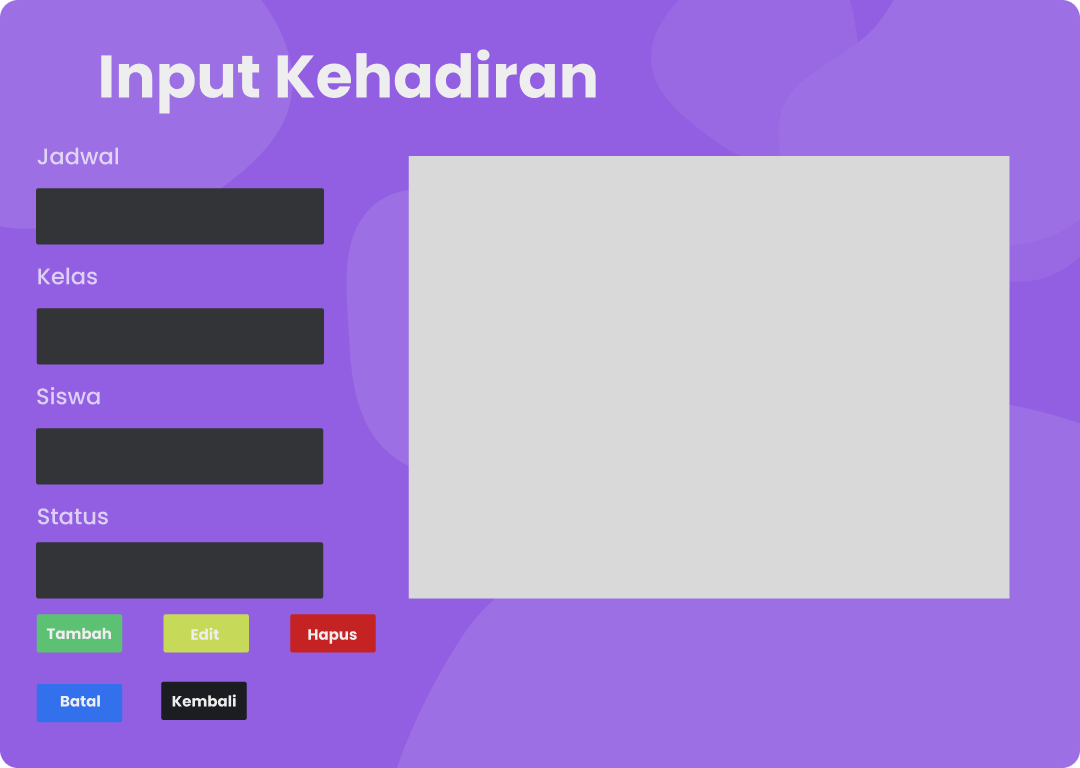 Input Kehadiran
Jadwal
Kelas
Siswa
Status
Tambah
Edit
Hapus
Batal
Kembali